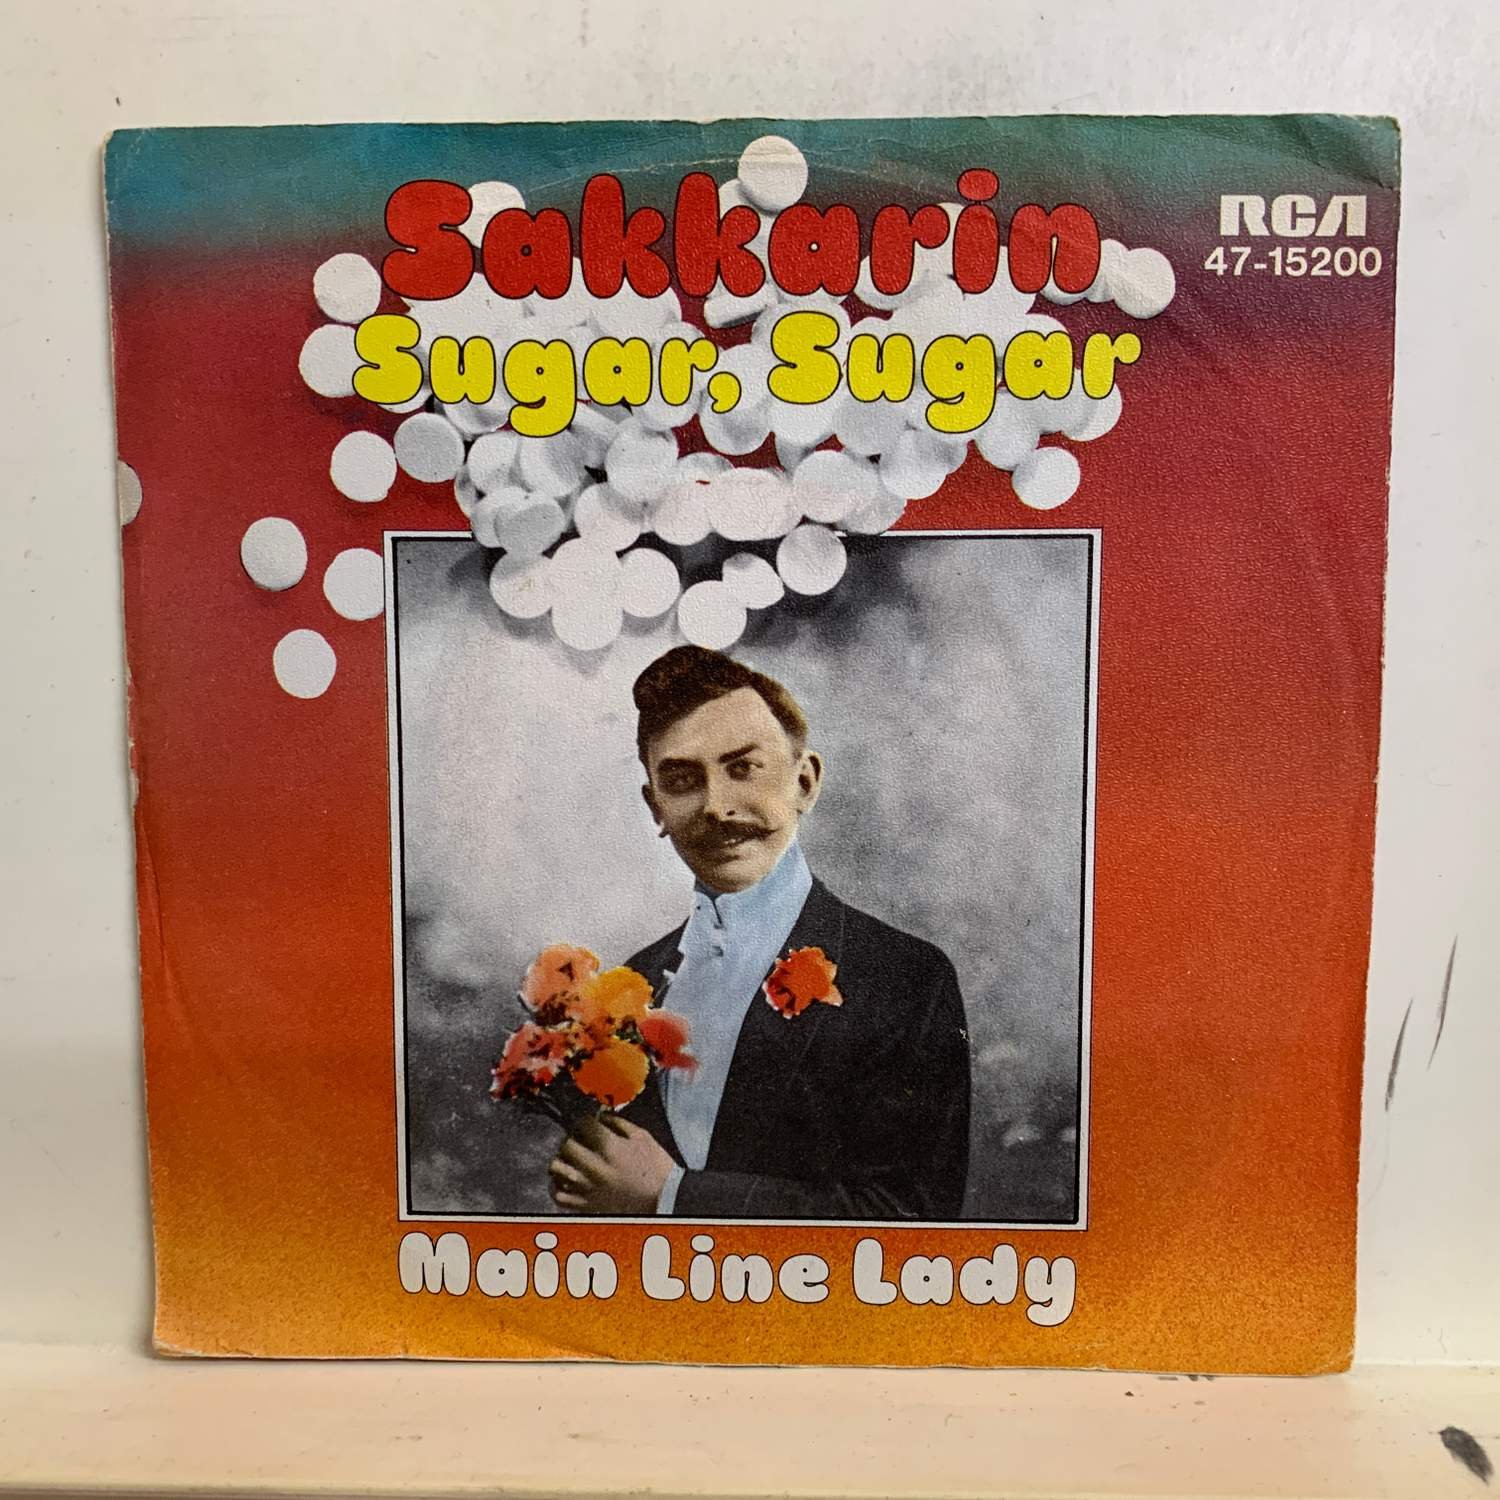 Sakkarin
RCA
47-15200
Sugar, Sugar
Main Line Lady